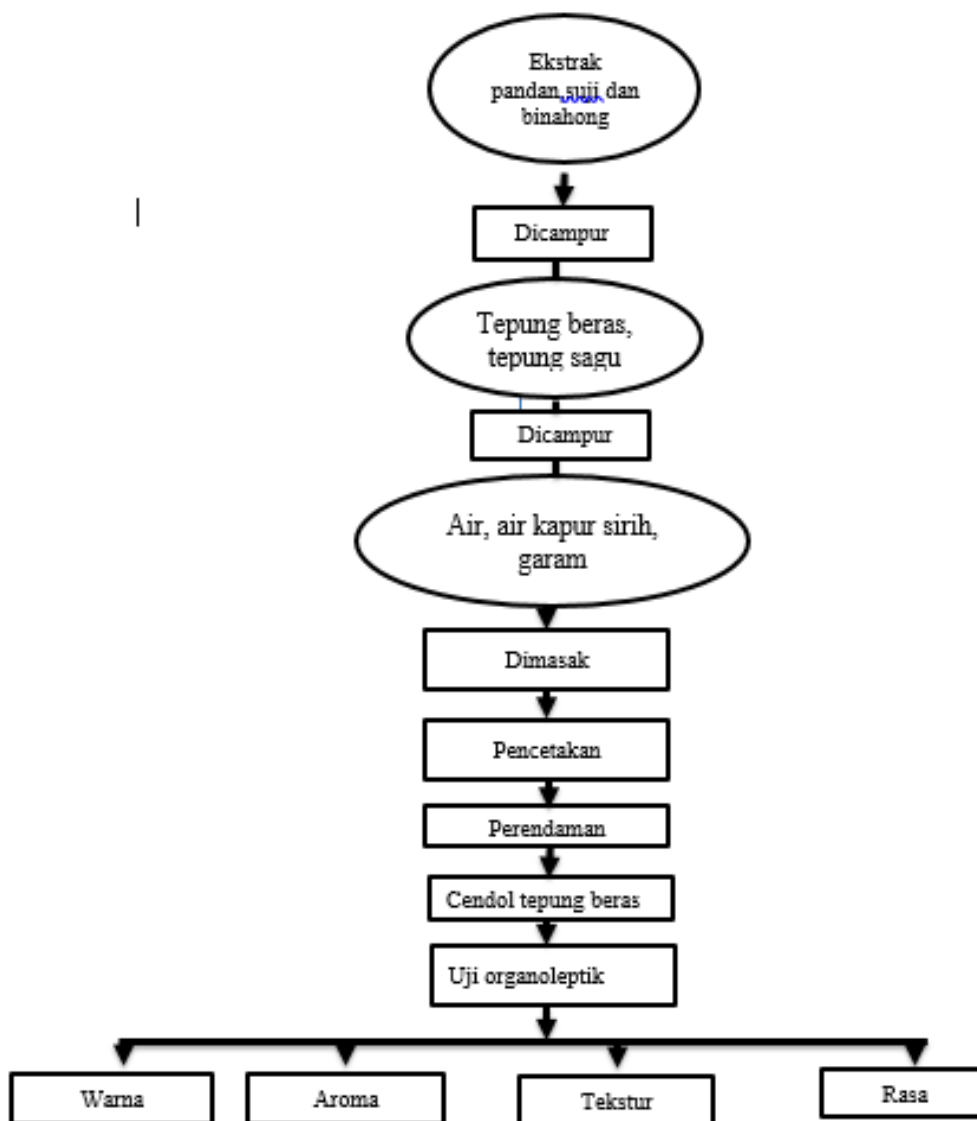 Ekstrak
pandan,suji dan
binahong
Dicampur
Tepung beras,
tepung sagu
Dicampur
Air, air kapur sirih,
garam
Dimasak
Pencetakan
Perendaman
Cendol tepung beras
Uji organoleptik
Warna
Aroma
Tekstur
Rasa